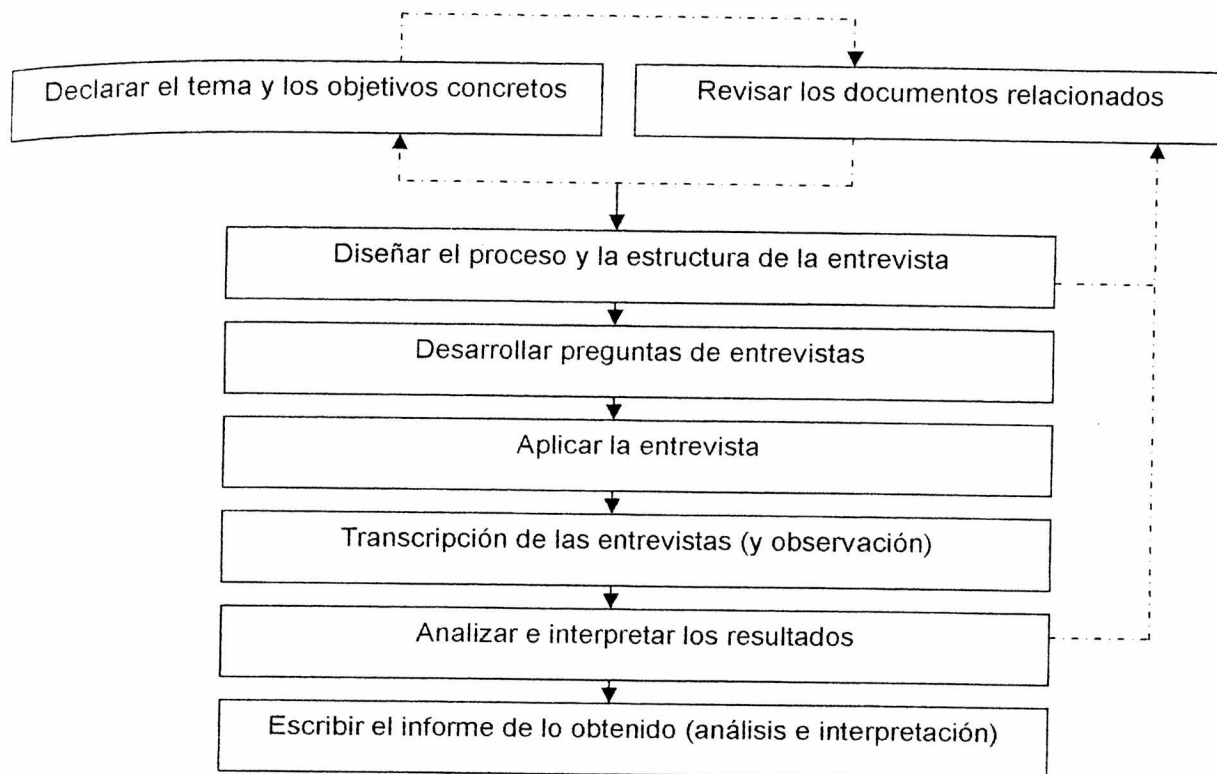 Declarar el tema y los objetivos concretos
Revisar los documentos relacionados
Diseñar el proceso y la estructura de la entrevista
Desarrollar preguntas de entrevistas
Aplicar la entrevista
Transcripción de las entrevistas (y observación)
Analizar e interpretar los resultados
Escribir el informe de lo obtenido (análisis e interpretación)